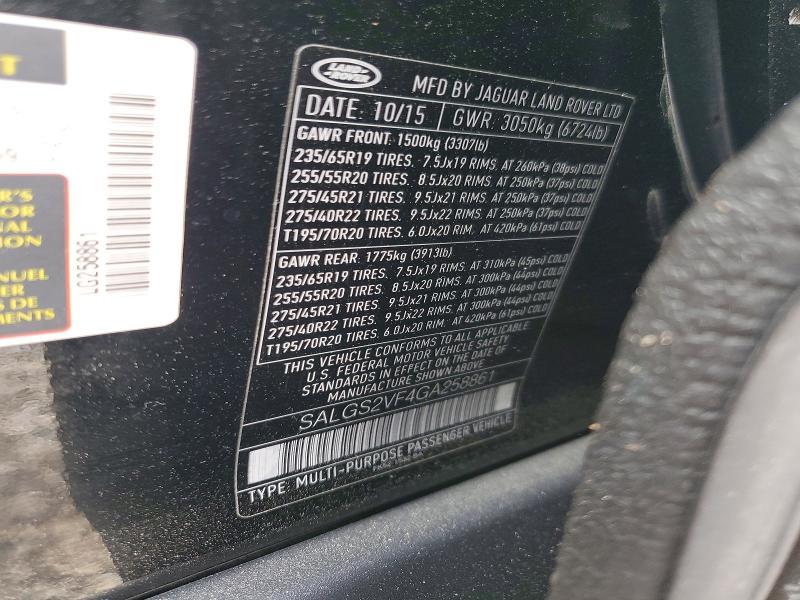 T
R'S
OR
NAL
ION
NUEL
ER
S DE
EMENTS
LG258861
LAND
ROVER
MFD BY JAGUAR LAND ROVER LTD
DATE: 10/15 GWR: 3050kg (6724lb)
GAWR FRONT: 1500kg (3307lb)
235/65R19 TIRES. 7.5Jx19 RIMS. AT 260kPa (38psi) COLD
255/55R20 TIRES. 8.5Jx20 RIMS. AT 250kPa (37psi) COLD
275/45R21 TIRES. 9.5Jx21 RIMS. AT 250kPa (37psi) COLD
275/40R22 TIRES. 9.5Jx22 RIMS. AT 250kPa (37psi) COLD
T195/70R20 TIRES. 6.0Jx20 RIM. AT 420kPa (61psi) COLD
GAWR REAR: 1775kg (3913lb)
235/65R19 TIRES. 7.5Jx19 RIMS. AT 310kPa (45psi) COLD
255/55R20 TIRES. 8.5Jx20 RIMS. AT 300kPa (44psi) COLD
275/45R21 TIRES. 9.5Jx21 RIMS. AT 300kPa (44psi) COLD
275/40R22 TIRES. 9.5Jx22 RIMS. AT 300kPa (44psi) COLD
T195/70R20 TIRES. 6.0Jx20 RIM. AT 420kPa (61psi) COLD
THIS VEHICLE CONFORMS TO ALL APPLICABLE
U.S. FEDERAL MOTOR VEHICLE SAFETY
STANDARDS IN EFFECT ON THE DATE OF
MANUFACTURE
SALGS2VF4GA258861
TYPE: MULTI-PURPOSE PASSENGER VEHICLE